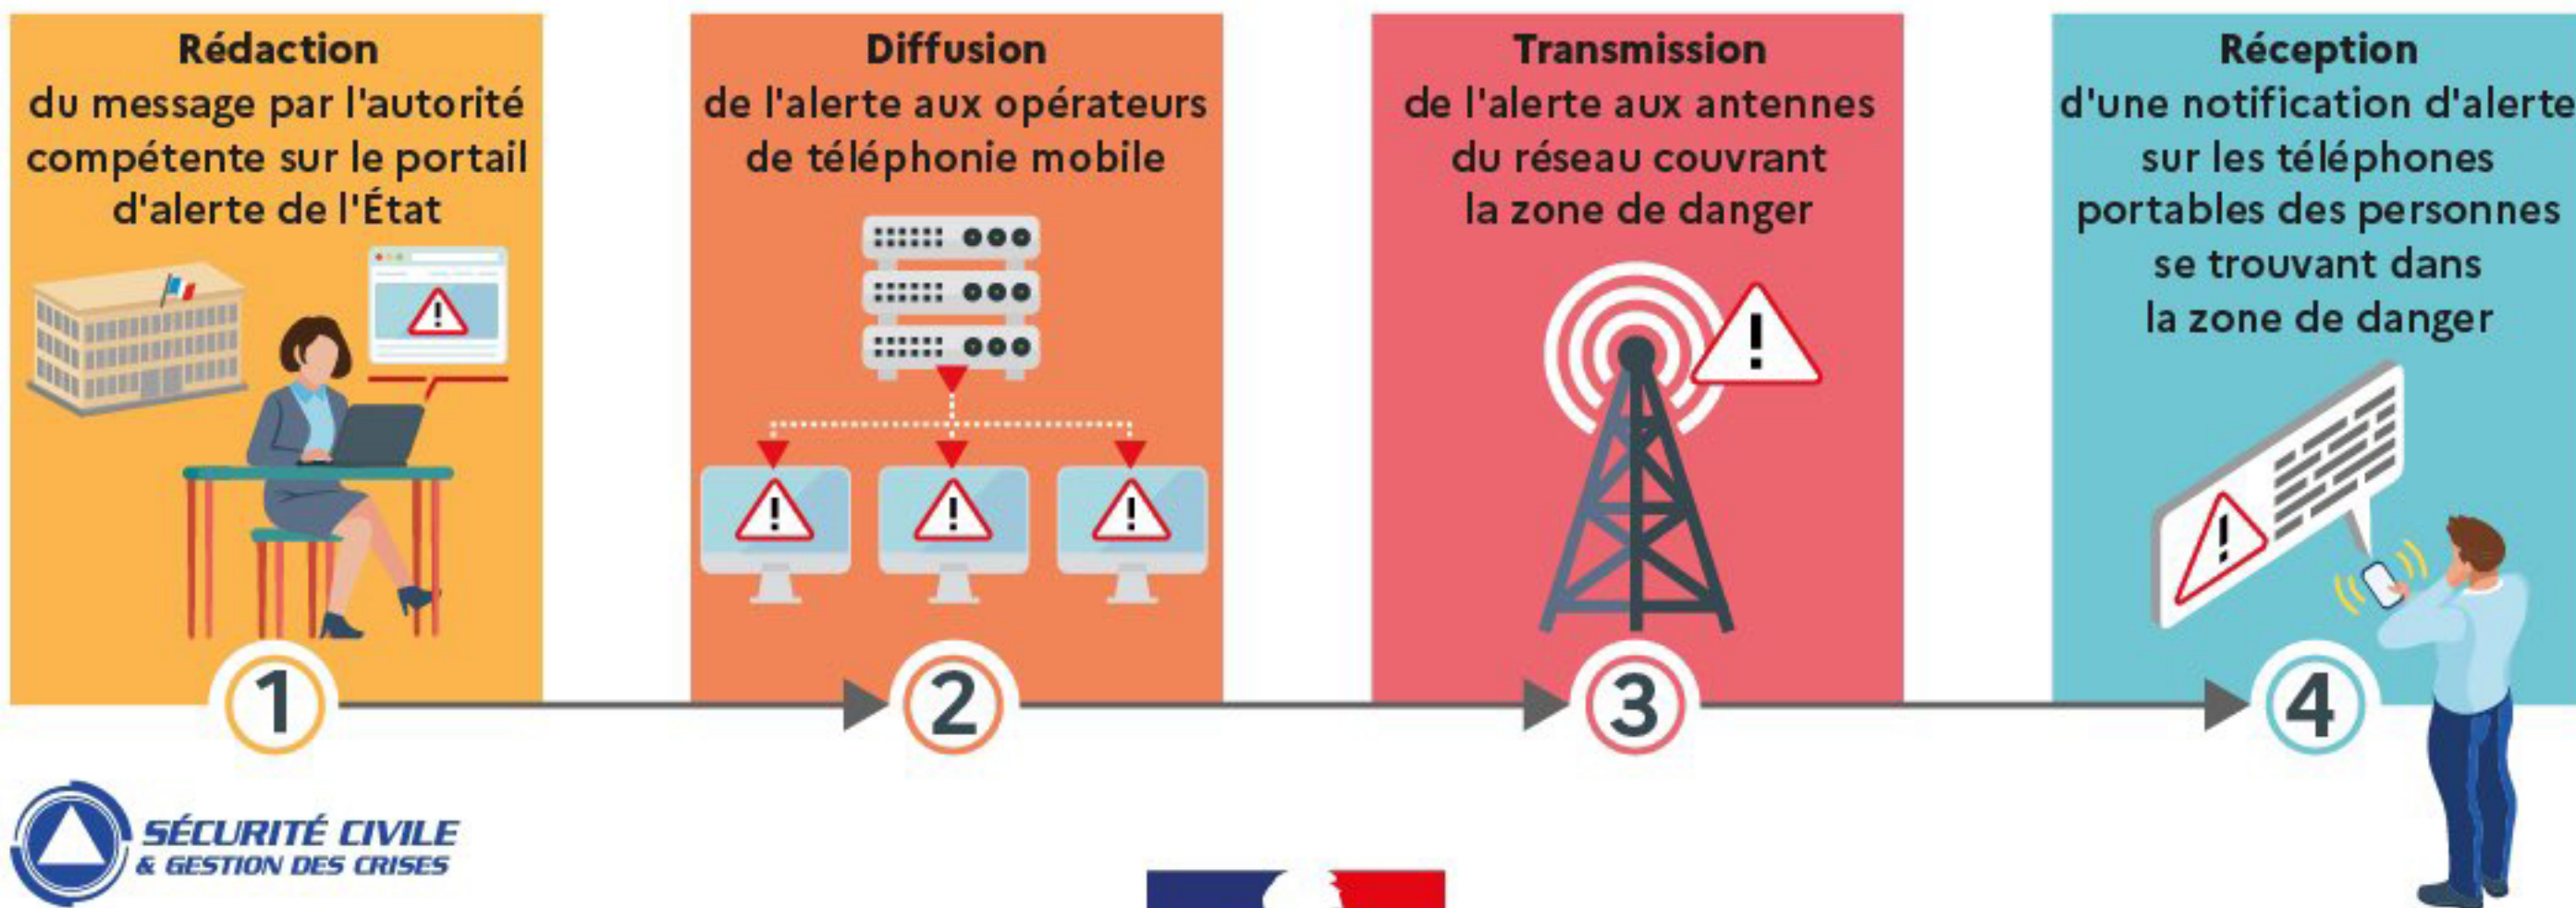 Rédaction
du message par l'autorité
compétente sur le portail
d'alerte de l'État
1
Diffusion
de l'alerte aux opérateurs
de téléphonie mobile
!
!
!
2
Transmission
de l'alerte aux antennes
du réseau couvrant
la zone de danger
!
3
Réception
d'une notification d'alerte
sur les téléphones
portables des personnes
se trouvant dans
la zone de danger
!
4
SÉCURITÉ CIVILE
& GESTION DES CRISES